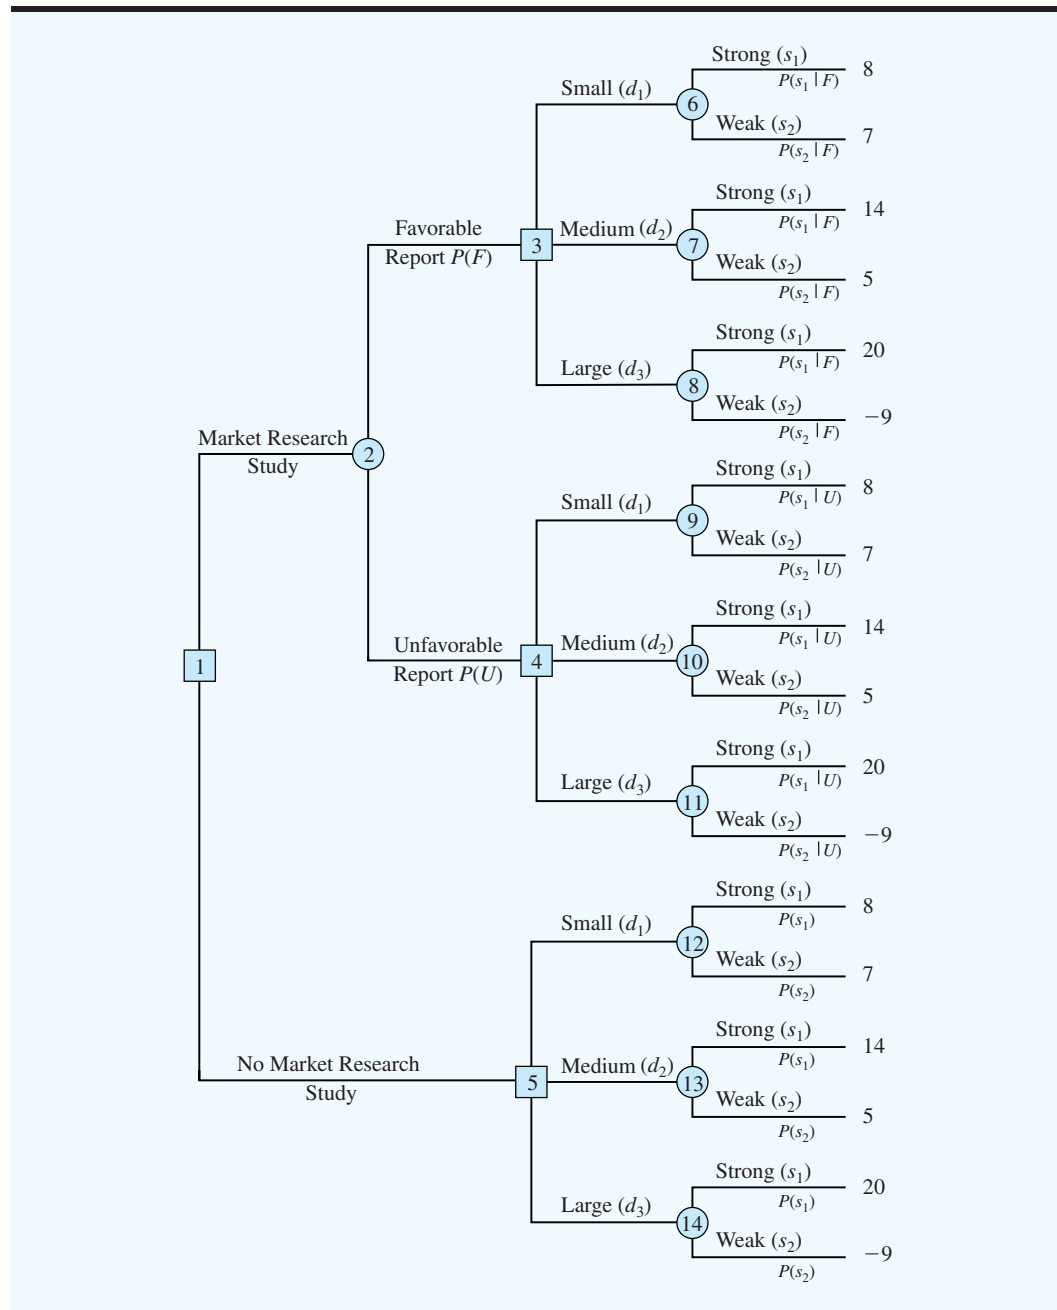 Strong (s₁)
8
P(s₁ | F)
Small (d₁)
6
Weak (s₂)
7
P(s₂ | F)
Strong (s₁)
14
P(s₁ | F)
Favorable
Report P(F)
3
Medium (d₂)
7
Weak (s₂)
5
P(s₂ | F)
Strong (s₁)
20
P(s₁ | F)
Large (d₃)
8
Weak (s₂)
−9
P(s₂ | F)
Market Research
Study
2
Strong (s₁)
8
P(s₁ | U)
Small (d₁)
9
Weak (s₂)
7
P(s₂ | U)
Strong (s₁)
14
P(s₁ | U)
Unfavorable
Report P(U)
4
Medium (d₂)
10
Weak (s₂)
5
P(s₂ | U)
1
Strong (s₁)
20
P(s₁ | U)
Large (d₃)
11
Weak (s₂)
−9
P(s₂ | U)
Strong (s₁)
8
P(s₁)
Small (d₁)
12
Weak (s₂)
7
P(s₂)
Strong (s₁)
14
P(s₁)
No Market Research
Study
5
Medium (d₂)
13
Weak (s₂)
5
P(s₂)
Strong (s₁)
20
P(s₁)
Large (d₃)
14
Weak (s₂)
−9
P(s₂)